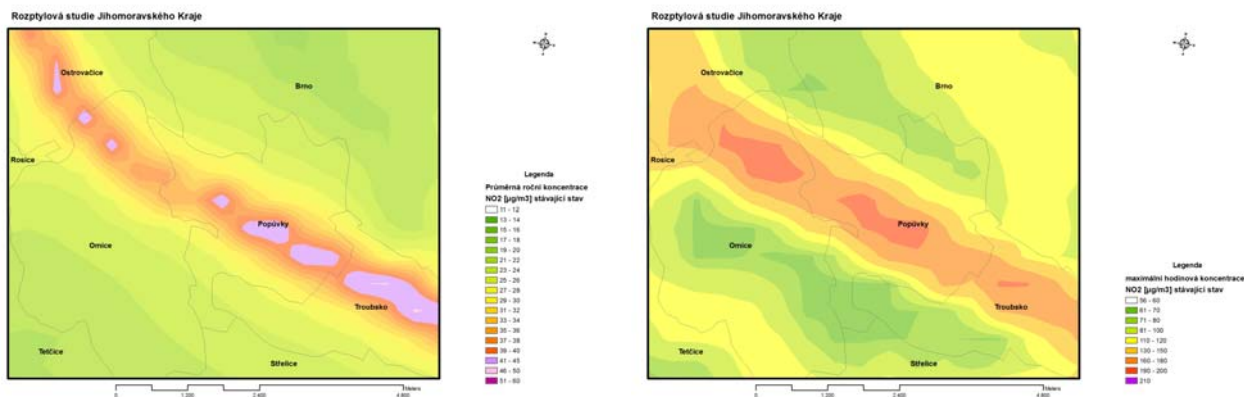 Rozptylová studie Jihomoravského Kraje
Ostrovačice
Brno
Rosice
Popůvky
Omice
Troubsko
Tetčice
Střelice
Legenda
Průměrná roční koncentrace
NO2 [µg/m3] stávající stav
11 - 12
13 - 14
15 - 16
17 - 18
19 - 20
21 - 22
23 - 24
25 - 26
27 - 28
29 - 30
31 - 32
33 - 34
35 - 36
37 - 38
39 - 40
41 - 45
46 - 50
51 - 60
Meters
0
Rozptylová studie Jihomoravského Kraje
Ostrovačice
Brno
Rosice
Popůvky
Omice
Troubsko
Tetčice
Střelice
Legenda
maximální hodinová koncentrace
NO2 [µg/m3] stávající stav
56 - 60
61 - 70
71 - 80
81 - 100
110 - 120
130 - 150
160 - 180
190 - 200
210
Meters
0